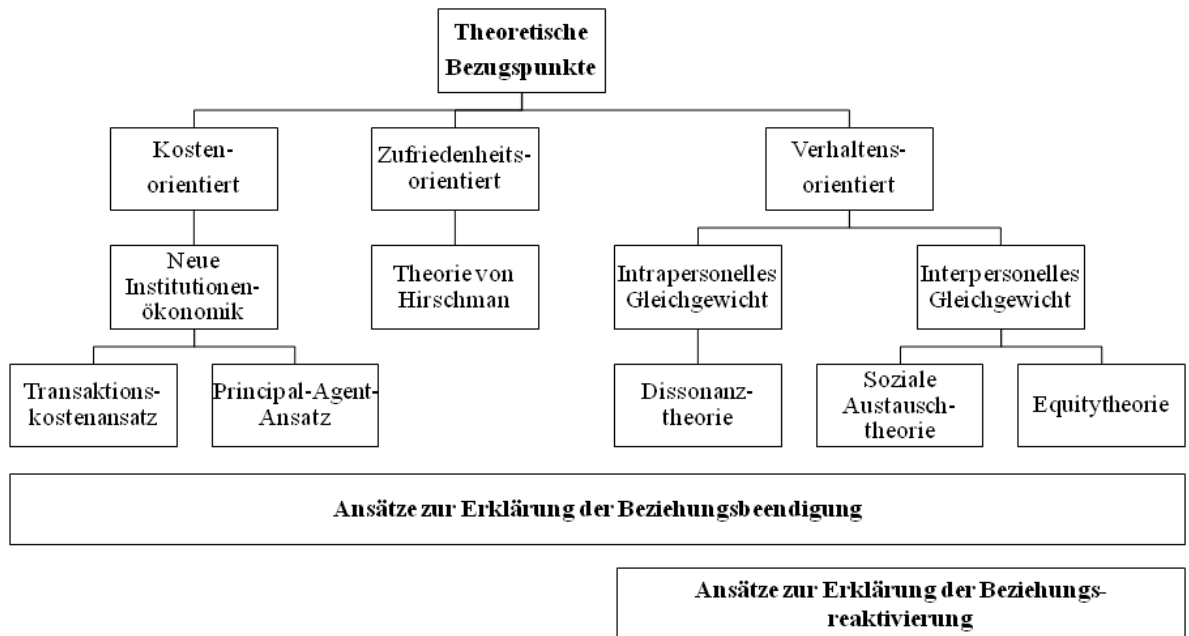 Theoretische
Bezugspunkte
Kosten-
orientiert
Zufriedenheits-
orientiert
Verhaltens-
orientiert
Neue
Institutionen-
ökonomik
Theorie von
Hirschman
Intrapersonelles
Gleichgewicht
Interpersonelles
Gleichgewicht
Transaktions-
kostenansatz
Principal-Agent-
Ansatz
Dissonanz-
theorie
Soziale
Austausch-
theorie
Equitytheorie
Ansätze zur Erklärung der Beziehungsbeendigung
Ansätze zur Erklärung der Beziehungs-
reaktivierung